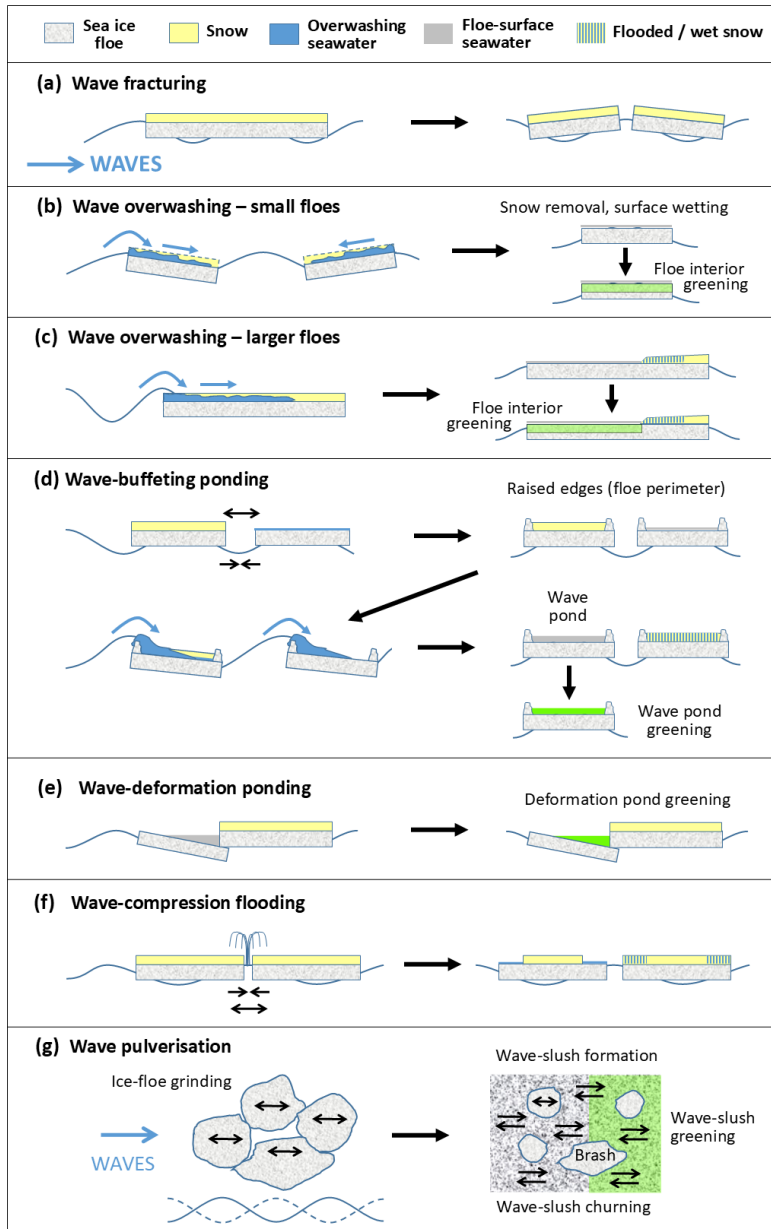 Sea ice
floe
Snow
Overwashing
seawater
Floe-surface
seawater
Flooded / wet snow
(a) Wave fracturing
WAVES
(b) Wave overwashing – small floes
Snow removal, surface wetting
Floe interior
greening
(c) Wave overwashing – larger floes
Floe interior
greening
(d) Wave-buffeting ponding
Raised edges (floe perimeter)
Wave
pond
Wave pond
greening
(e) Wave-deformation ponding
Deformation pond greening
(f) Wave-compression flooding
(g) Wave pulverisation
Ice-floe grinding
WAVES
Wave-slush formation
Wave-slush
greening
Brash
Wave-slush churning